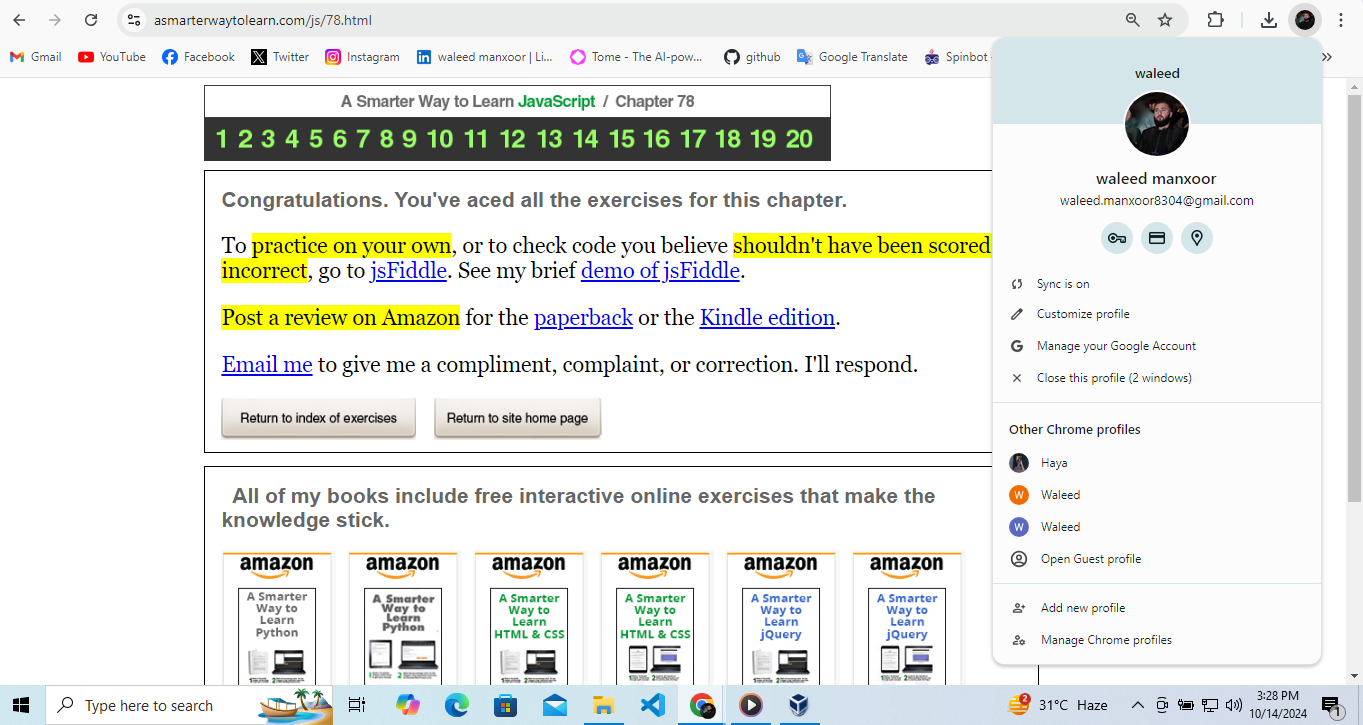 asmarterwaytolearn.com/js/78.html
Gmail YouTube Facebook Twitter Instagram waleed manxoor | Li... Tome - The AI-pow... github Google Translate Spinbot
A Smarter Way to Learn JavaScript / Chapter 78
1 2 3 4 5 6 7 8 9 10 11 12 13 14 15 16 17 18 19 20
Congratulations. You've aced all the exercises for this chapter.
To practice on your own, or to check code you believe shouldn't have been scored
incorrect, go to jsFiddle. See my brief demo of jsFiddle.
Post a review on Amazon for the paperback or the Kindle edition.
Email me to give me a compliment, complaint, or correction. I'll respond.
Return to index of exercises Return to site home page
All of my books include free interactive online exercises that make the
knowledge stick.
amazon amazon amazon amazon amazon amazon
A Smarter Way to Learn Python
A Smarter Way to Learn Python
A Smarter Way to Learn HTML & CSS
A Smarter Way to Learn HTML & CSS
A Smarter Way to Learn jQuery
A Smarter Way to Learn jQuery
waleed
waleed manxoor
waleed.manxoor8304@gmail.com
Sync is on
Customize profile
Manage your Google Account
Close this profile (2 windows)
Other Chrome profiles
Haya
W Waleed
W Waleed
Open Guest profile
Add new profile
Manage Chrome profiles
Type here to search
2 31°C Haze
3:28 PM
10/14/2024
1